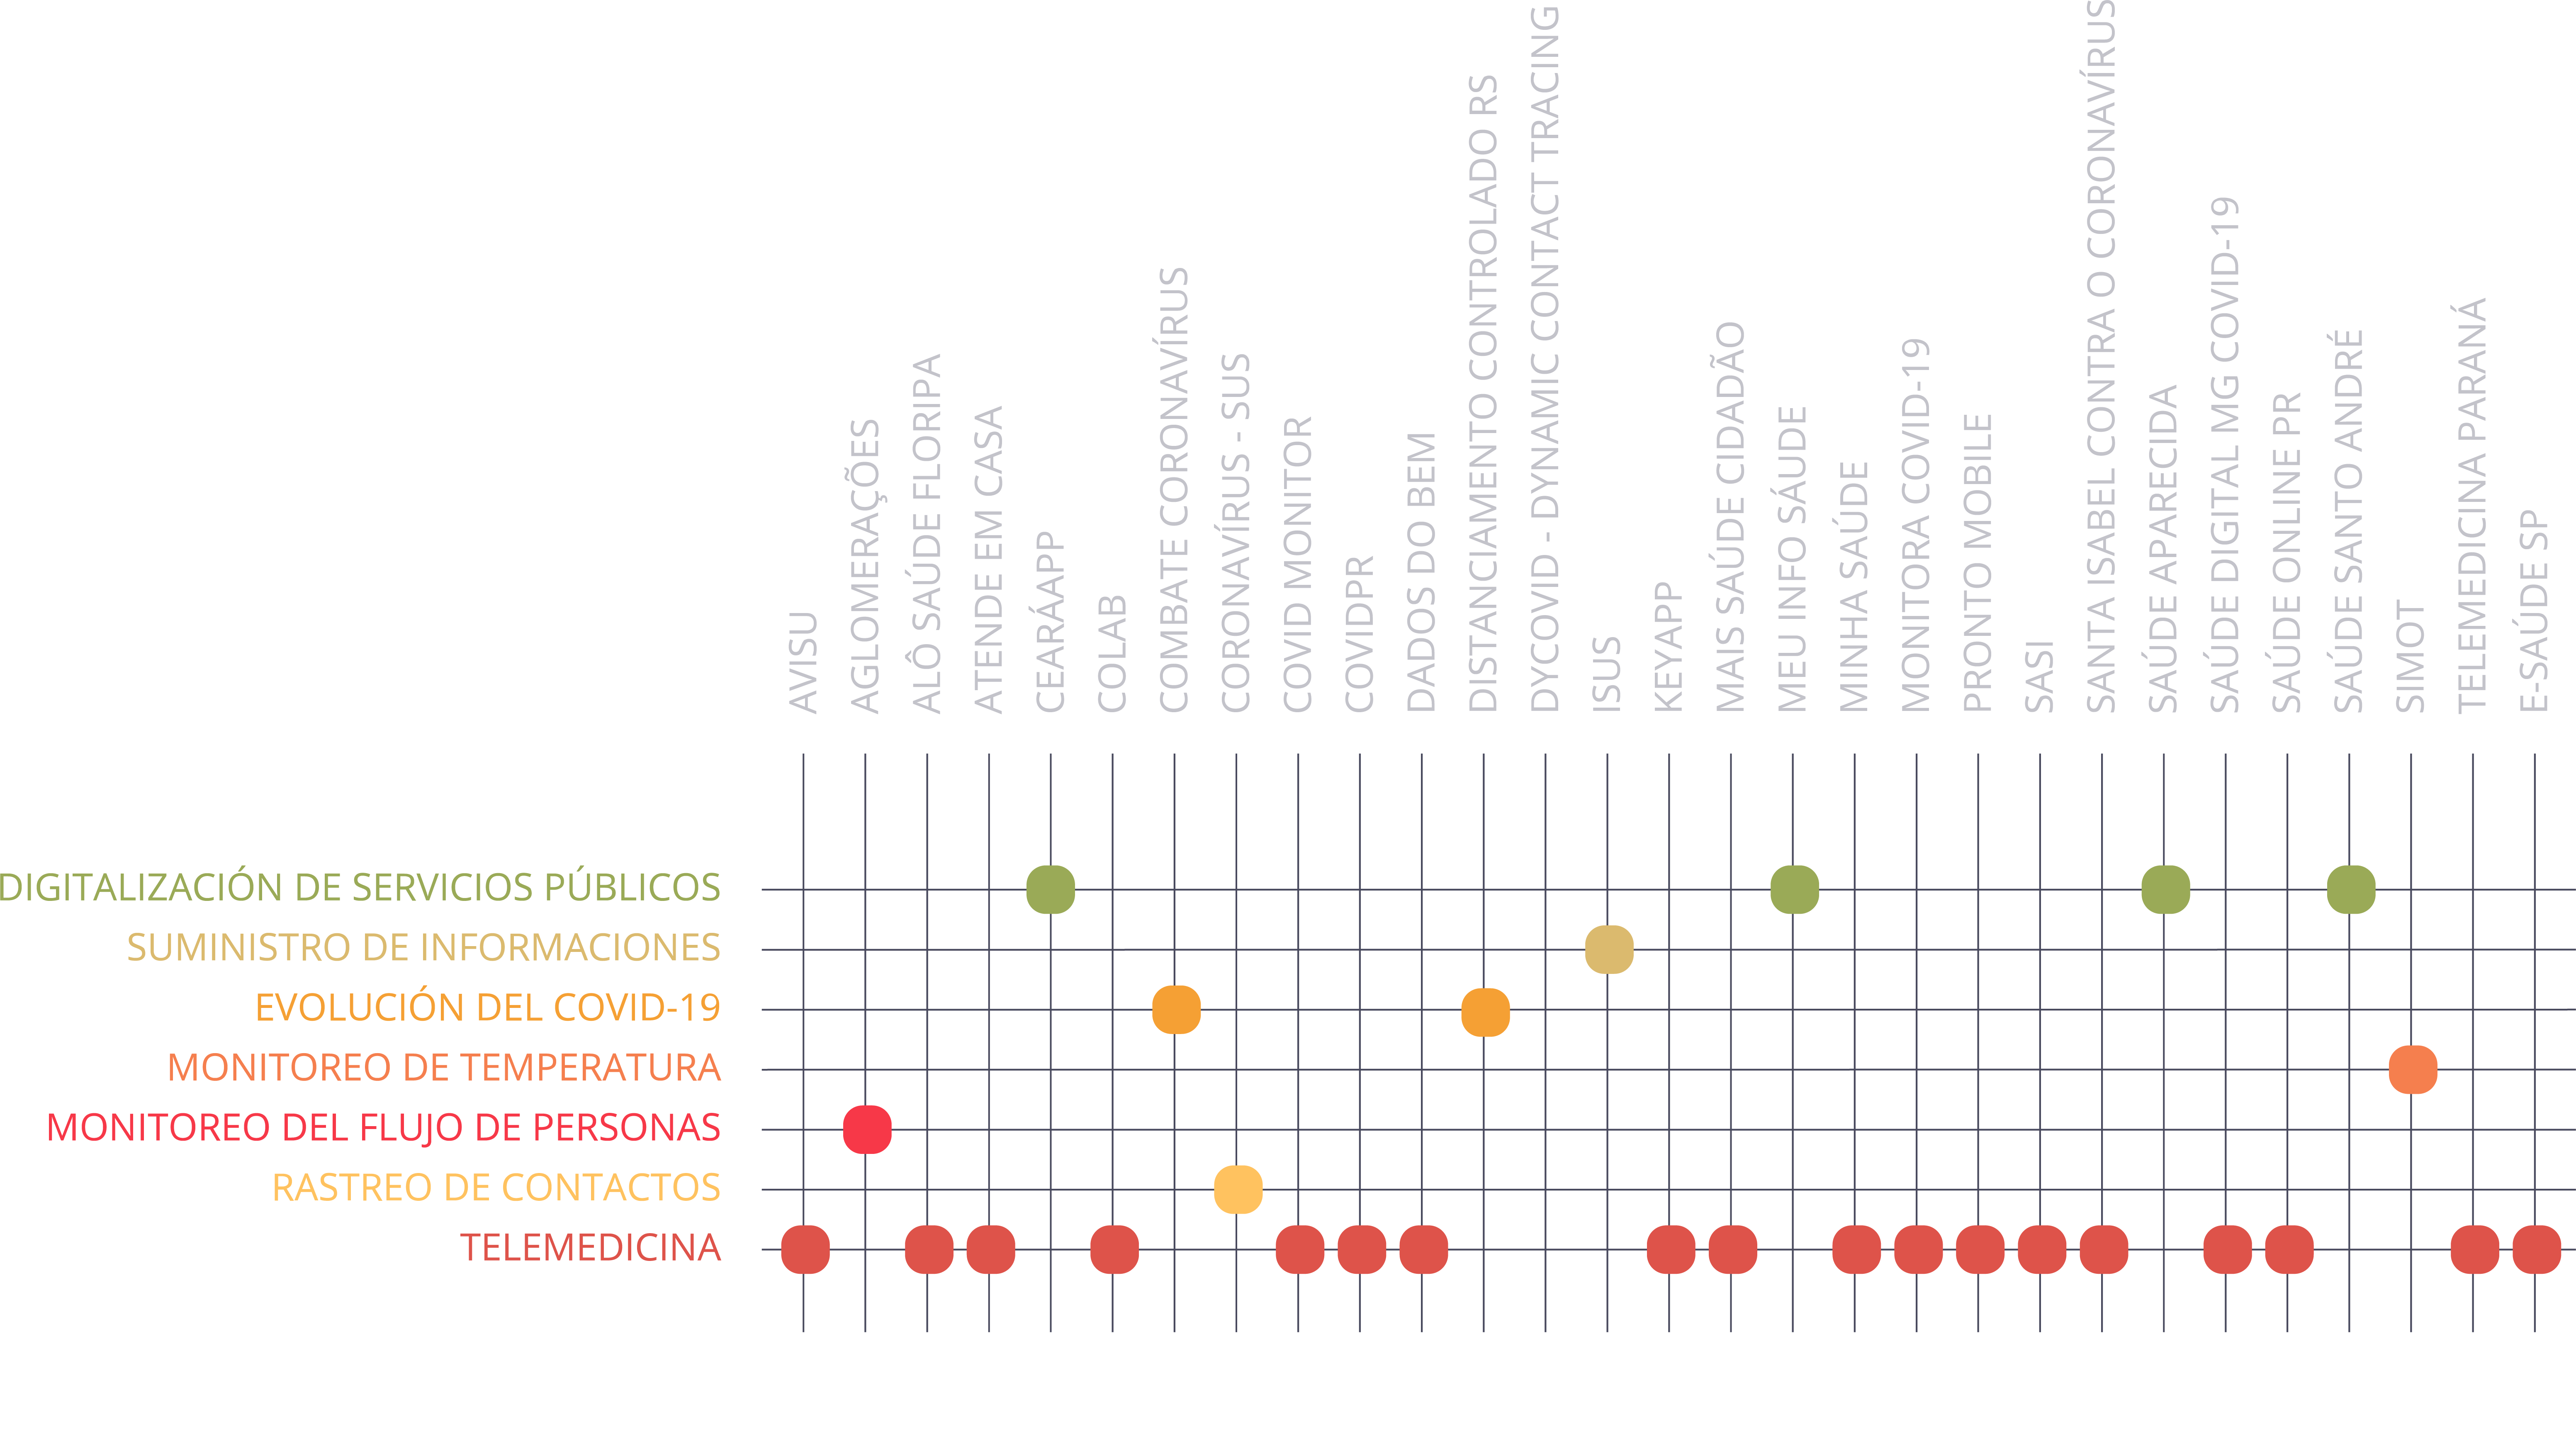 AVISU
AGLOMERAÇÕES
ALÔ SAÚDE FLORIPA
ATENDE EM CASA
CEARÁAPP
COLAB
COMBATE CORONAVÍRUS
CORONAVÍRUS - SUS
COVID MONITOR
COVIDPR
DADOS DO BEM
DISTANCIAMENTO CONTROLADO RS
DYCOVID - DYNAMIC CONTACT TRACING
ISUS
KEYAPP
MAIS SAÚDE CIDADÃO
MEU INFO SÁUDE
MINHA SAÚDE
MONITORA COVID-19
PRONTO MOBILE
SASI
SANTA ISABEL CONTRA O CORONAVÍRUS
SAÚDE APARECIDA
SAÚDE DIGITAL MG COVID-19
SAÚDE ONLINE PR
SAÚDE SANTO ANDRÉ
SIMOT
TELEMEDICINA PARANÁ
E-SAÚDE SP
DIGITALIZACIÓN DE SERVICIOS PÚBLICOS
SUMINISTRO DE INFORMACIONES
EVOLUCIÓN DEL COVID-19
MONITOREO DE TEMPERATURA
MONITOREO DEL FLUJO DE PERSONAS
RASTREO DE CONTACTOS
TELEMEDICINA